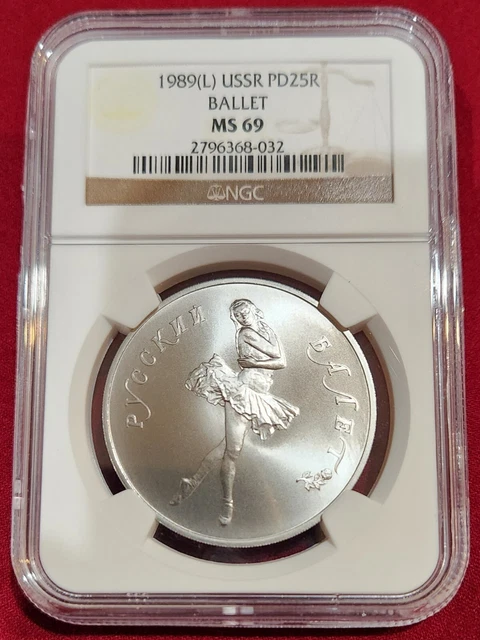 1989(L) USSR PD25R
BALLET
MS 69
2796368-032
NGC
РУССКИЙ БАЛЕТ